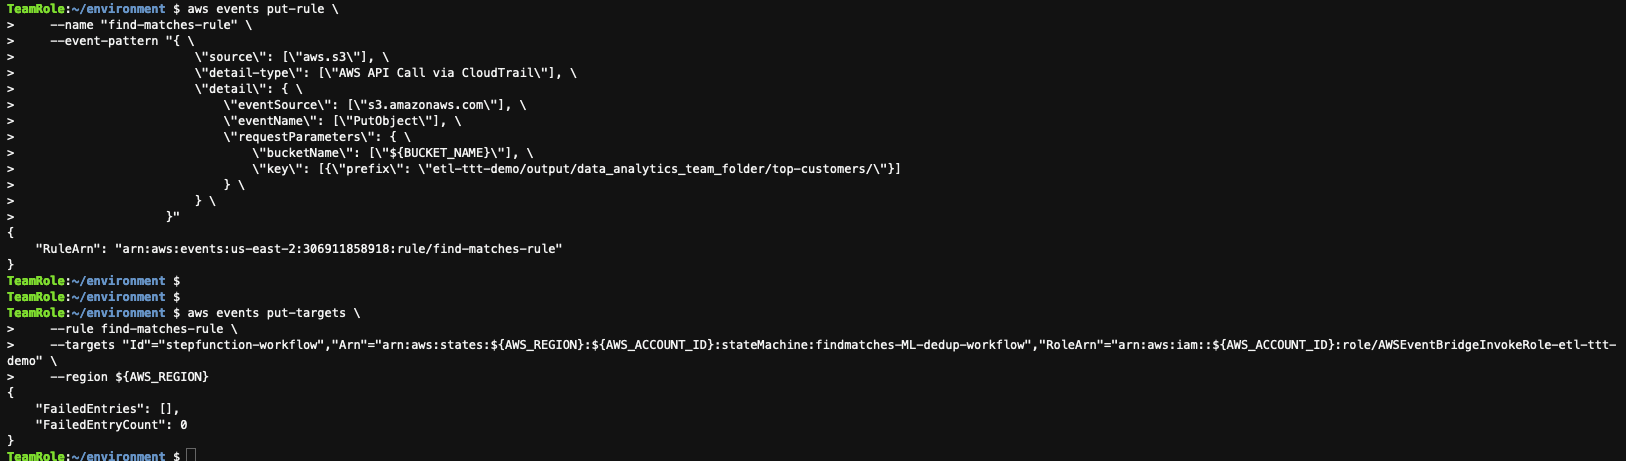 TeamRole:~/environment $ aws events put-rule \
>     --name "find-matches-rule" \
>     --event-pattern "{ \
>                         \"source\": [\"aws.s3\"], \
>                         \"detail-type\": [\"AWS API Call via CloudTrail\"], \
>                         \"detail\": { \
>                             \"eventSource\": [\"s3.amazonaws.com\"], \
>                             \"eventName\": [\"PutObject\"], \
>                             \"requestParameters\": { \
>                                 \"bucketName\": [\"${BUCKET_NAME}\"], \
>                                 \"key\": [{\"prefix\": \"etl-ttt-demo/output/data_analytics_team_folder/top-customers/\"}]
>                             } \
>                         } \
>                     }"
{
    "RuleArn": "arn:aws:events:us-east-2:306911858918:rule/find-matches-rule"
}
TeamRole:~/environment $
TeamRole:~/environment $
TeamRole:~/environment $ aws events put-targets \
>     --rule find-matches-rule \
>     --targets "Id"="stepfunction-workflow","Arn"="arn:aws:states:${AWS_REGION}:${AWS_ACCOUNT_ID}:stateMachine:findmatches-ML-dedup-workflow","RoleArn"="arn:aws:iam::${AWS_ACCOUNT_ID}:role/AWSEventBridgeInvokeRole-etl-ttt-
demo" \
>     --region ${AWS_REGION}
{
    "FailedEntries": [],
    "FailedEntryCount": 0
}
TeamRole:~/environment $